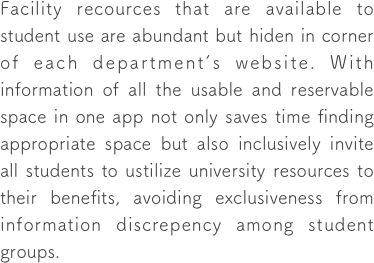 Facility recources that are available to
student use are abundant but hiden in corner
of each department's website. With
information of all the usable and reservable
space in one app not only saves time finding
appropriate space but also inclusively invite
all students to ustilize university resources to
their benefits, avoiding exclusiveness from
information discrepency among student
groups.